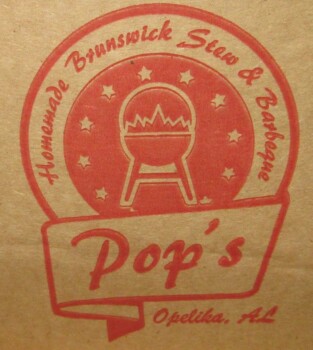 Homemade Brunswick Stew & Barbeque
Pop's
Opelika, AL